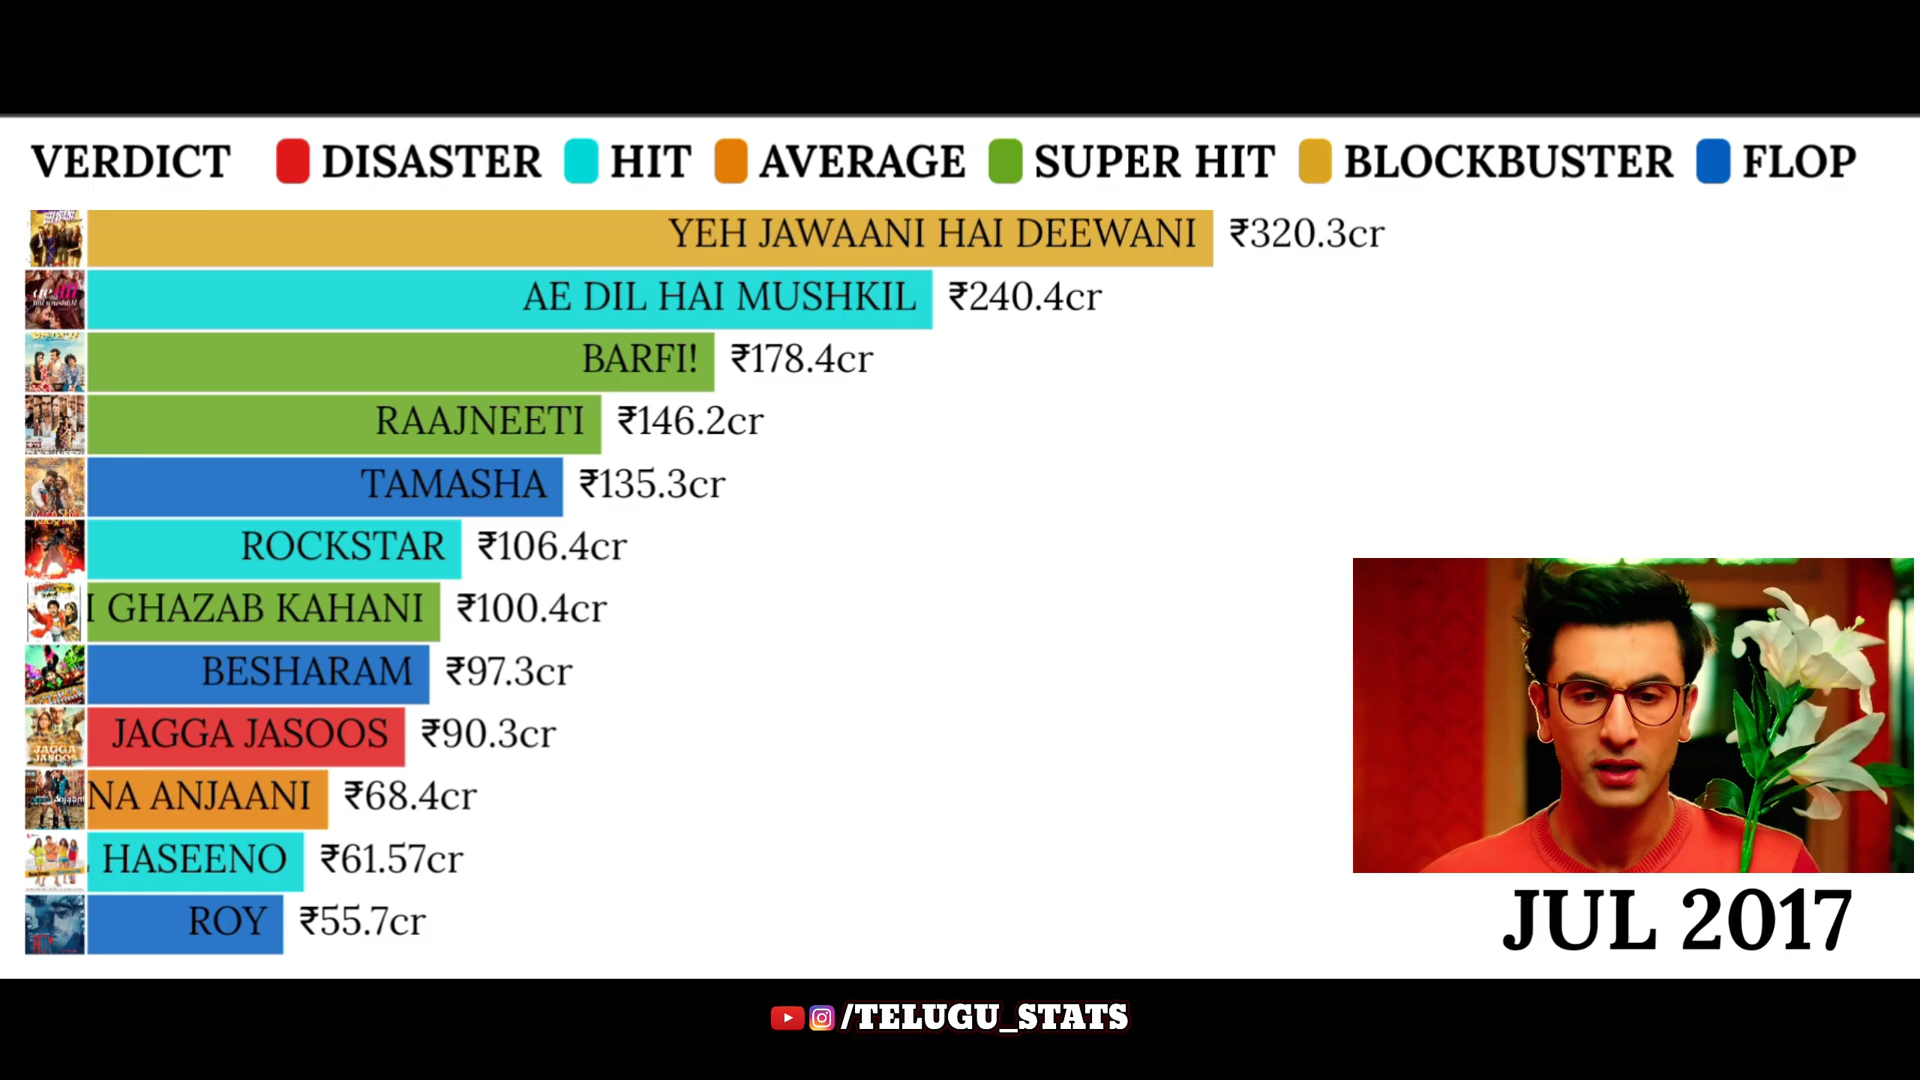 VERDICT DISASTER HIT AVERAGE SUPER HIT BLOCKBUSTER FLOP
YEH JAWAANI HAI DEEWANI ₹320.3cr
AE DIL HAI MUSHKIL ₹240.4cr
BARFI! ₹178.4cr
RAAJNEETI ₹146.2cr
TAMASHA ₹135.3cr
ROCKSTAR ₹106.4cr
I GHAZAB KAHANI ₹100.4cr
BESHARAM ₹97.3cr
JAGGA JASOOS ₹90.3cr
NA ANJAANI ₹68.4cr
HASEENO ₹61.57cr
ROY ₹55.7cr
JUL 2017
/TELUGU_STATS